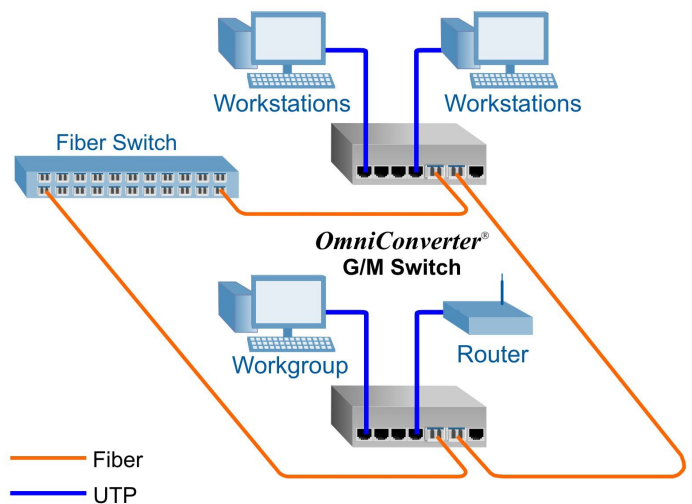 Workstations
Workstations
Fiber Switch
OmniConverter®
G/M Switch
Workgroup
Router
Fiber
UTP